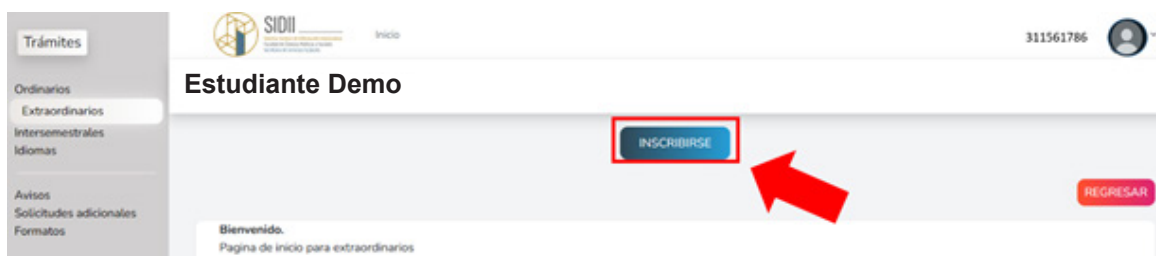 Trámites
Ordinarios
Extraordinarios
Intersemestrales
Idiomas
Avisos
Solicitudes adicionales
Formatos
SIDII
Inicio
311561786
Estudiante Demo
INSCRIBIRSE
REGRESAR
Bienvenido.
Pagina de inicio para extraordinarios